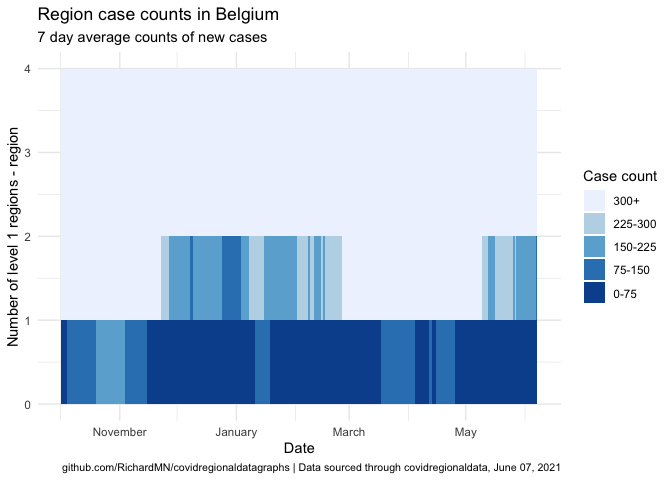 Region case counts in Belgium
7 day average counts of new cases
4
3
2
1
0
Number of level 1 regions - region
November
January
March
May
Date
Case count
300+
225-300
150-225
75-150
0-75
github.com/RichardMN/covidregionaldatagraphs | Data sourced through covidregionaldata, June 07, 2021